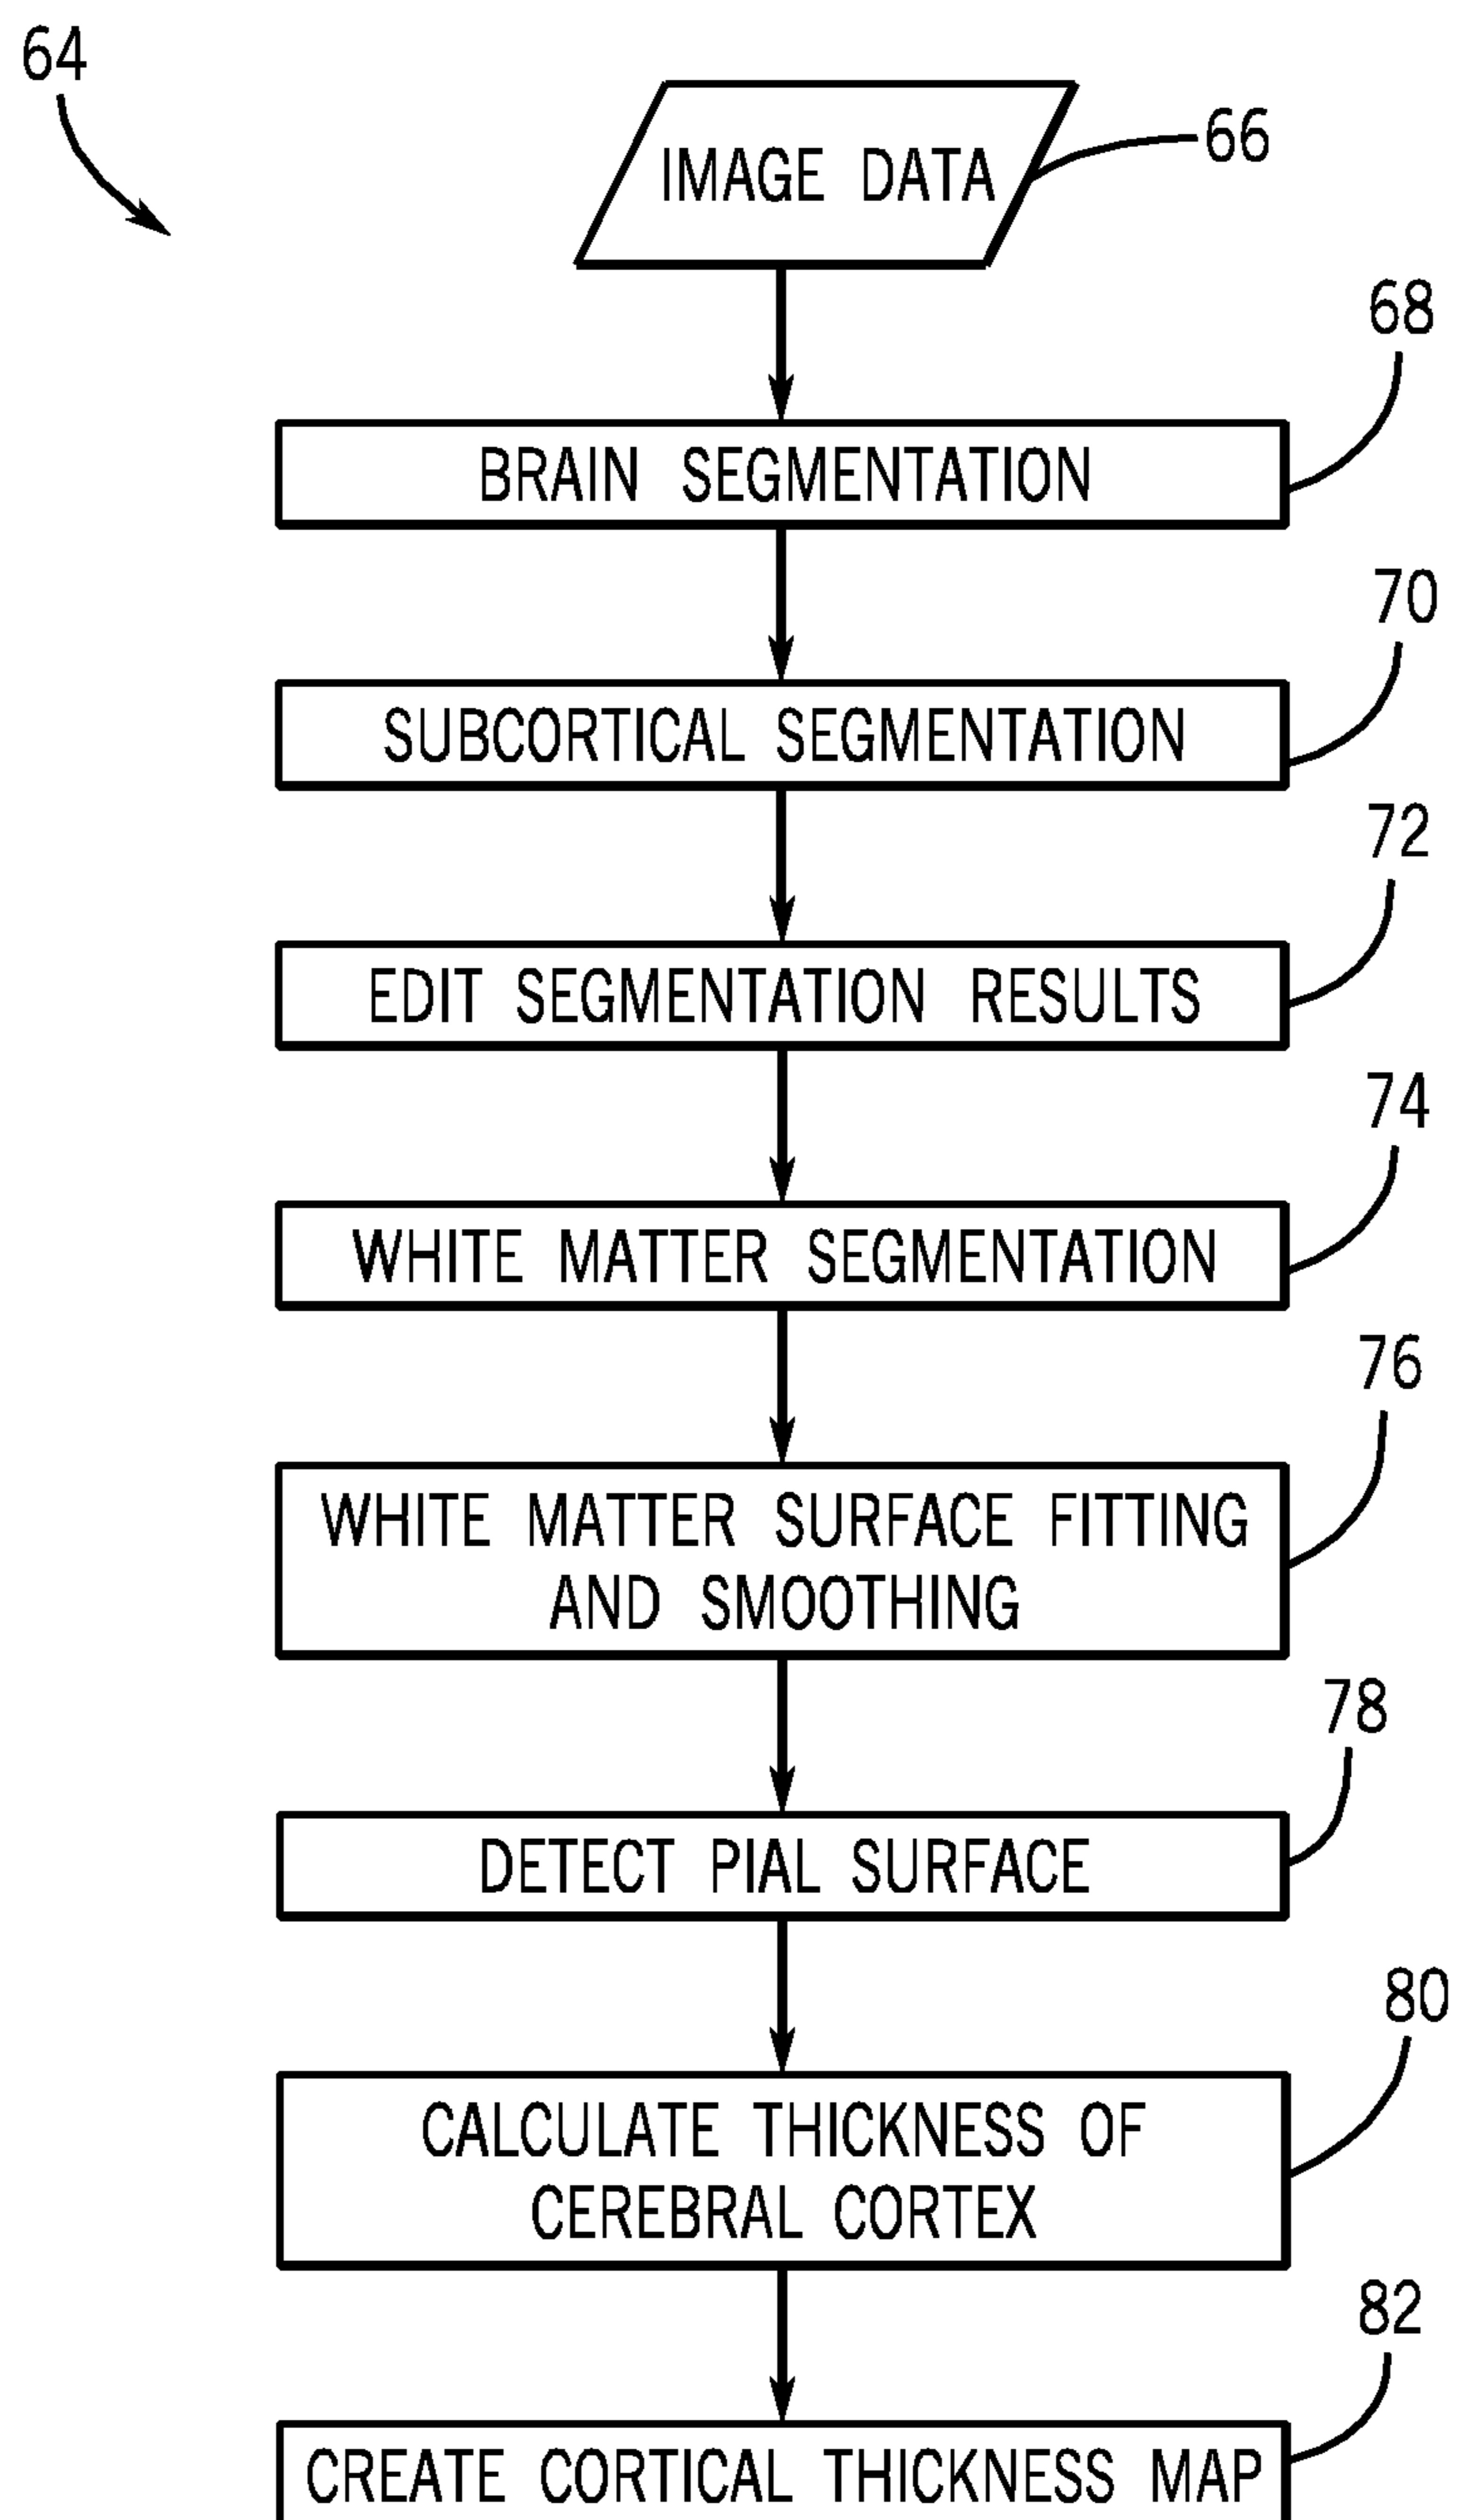 64
IMAGE DATA
66
68
BRAIN SEGMENTATION
70
SUBCORTICAL SEGMENTATION
72
EDIT SEGMENTATION RESULTS
74
WHITE MATTER SEGMENTATION
76
WHITE MATTER SURFACE FITTING
AND SMOOTHING
78
DETECT PIAL SURFACE
80
CALCULATE THICKNESS OF
CEREBRAL CORTEX
82
CREATE CORTICAL THICKNESS MAP